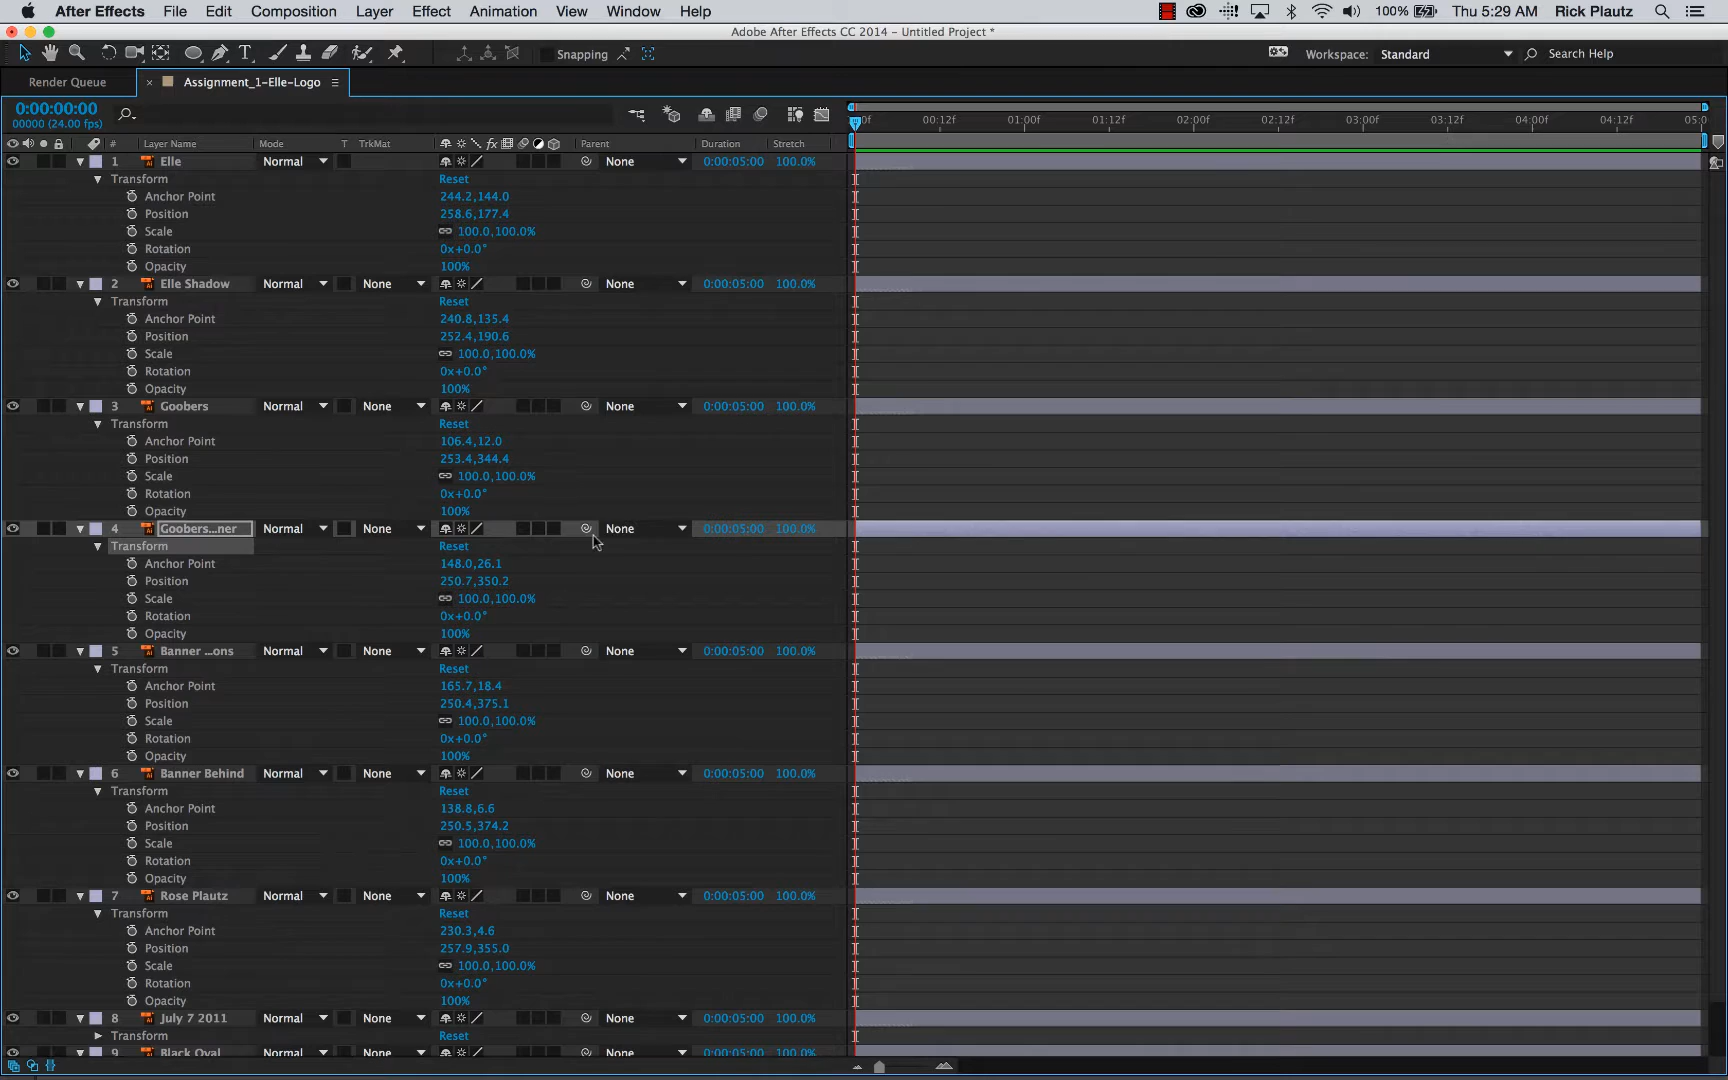 After Effects File Edit Composition Layer Effect Animation View Window Help 100% Thu 5:29 AM Rick Plautz
Adobe After Effects CC 2014 – Untitled Project *
Snapping Workspace: Standard Search Help
Render Queue × Assignment_1-Elle-Logo
0:00:00:00
00000 (24.00 fps)
00f 00:12f 01:00f 01:12f 02:00f 02:12f 03:00f 03:12f 04:00f 04:12f 05:0
# Layer Name Mode T TrkMat fx Parent Duration Stretch
1 Elle Normal None 0:00:05:00 100.0%
Transform Reset
Anchor Point 244.2,144.0
Position 258.6,177.4
Scale 100.0,100.0%
Rotation 0x+0.0°
Opacity 100%
2 Elle Shadow Normal None None 0:00:05:00 100.0%
Transform Reset
Anchor Point 240.8,135.4
Position 252.4,190.6
Scale 100.0,100.0%
Rotation 0x+0.0°
Opacity 100%
3 Goobers Normal None None 0:00:05:00 100.0%
Transform Reset
Anchor Point 106.4,12.0
Position 253.4,344.4
Scale 100.0,100.0%
Rotation 0x+0.0°
Opacity 100%
4 Goobers...ner Normal None None 0:00:05:00 100.0%
Transform Reset
Anchor Point 148.0,26.1
Position 250.7,350.2
Scale 100.0,100.0%
Rotation 0x+0.0°
Opacity 100%
5 Banner ...ons Normal None None 0:00:05:00 100.0%
Transform Reset
Anchor Point 165.7,18.4
Position 250.4,375.1
Scale 100.0,100.0%
Rotation 0x+0.0°
Opacity 100%
6 Banner Behind Normal None None 0:00:05:00 100.0%
Transform Reset
Anchor Point 138.8,6.6
Position 250.5,374.2
Scale 100.0,100.0%
Rotation 0x+0.0°
Opacity 100%
7 Rose Plautz Normal None None 0:00:05:00 100.0%
Transform Reset
Anchor Point 230.3,4.6
Position 257.9,355.0
Scale 100.0,100.0%
Rotation 0x+0.0°
Opacity 100%
8 July 7 2011 Normal None None 0:00:05:00 100.0%
Transform Reset
9 Black Oval Normal None None 0:00:05:00 100.0%